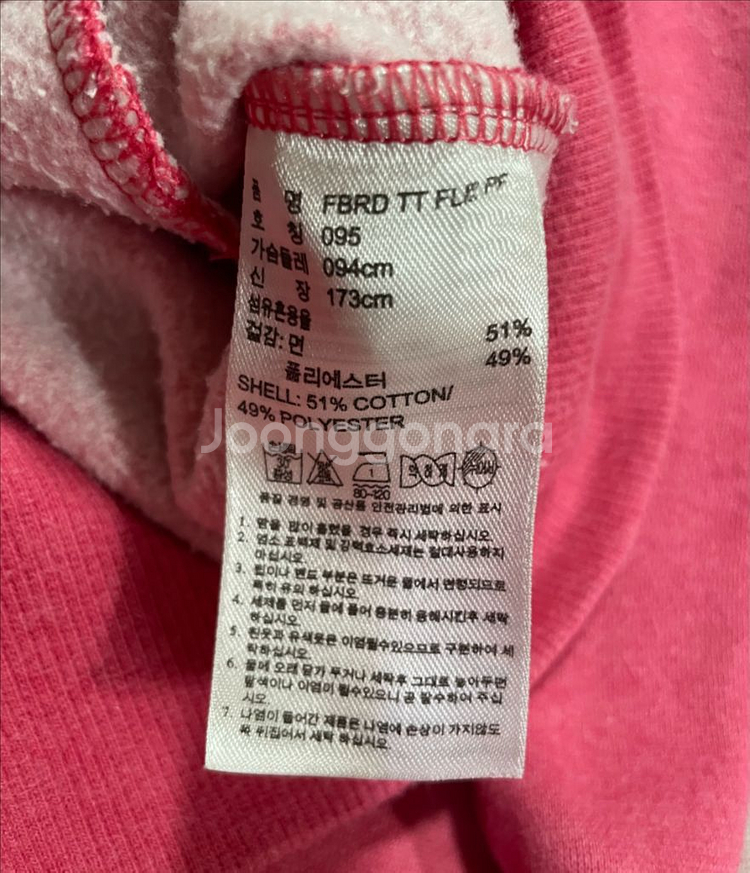 품 명 FBRD TT FLE PF
호 칭 095
가슴둘레 094cm
신 장 173cm
섬유혼용율
겉감: 면 51%
폴리에스터 49%
SHELL: 51% COTTON/
49% POLYESTER
Joonggonara
80-120
품질 경영 및 공산품 안전관리법에 의한 표시
1. 땀을 많이 흘렸을 경우 즉시 세탁하십시오.
2. 염소 표백제 및 강력효소세제는 절대사용하지
마십시오
3. 립이나 밴드 부분은 뜨거운 물에서 변형되므로
특히 유의 하십시오
4. 세제를 먼저 물에 풀어 충분히 용해시킨후 세탁
하십시오.
5. 흰옷과 유색옷은 이염될수있으므로 구분하여 세
탁하십시오.
6. 물에 오래 담가 두거나 세탁후 그대로 놓아두면
탈색이나 이염이 될수있으니 곧 탈수하여 주십
시오.
7. 나염이 들어간 제품은 나염에 손상이 가지않도
록 뒤집어서 세탁 하십시오